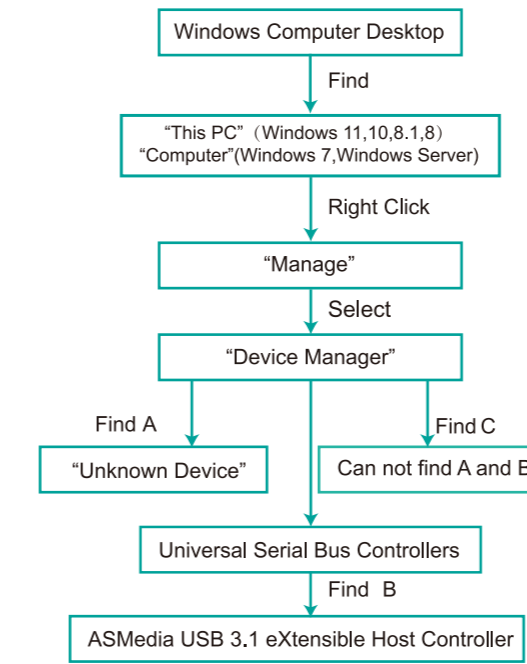 Windows Computer Desktop
Find
“This PC”（Windows 11,10,8.1,8）
“Computer”(Windows 7,Windows Server)
Right Click
“Manage”
Select
“Device Manager”
Find A
Find C
“Unknown Device”
Can not find A and B
Universal Serial Bus Controllers
Find B
ASMedia USB 3.1 eXtensible Host Controller